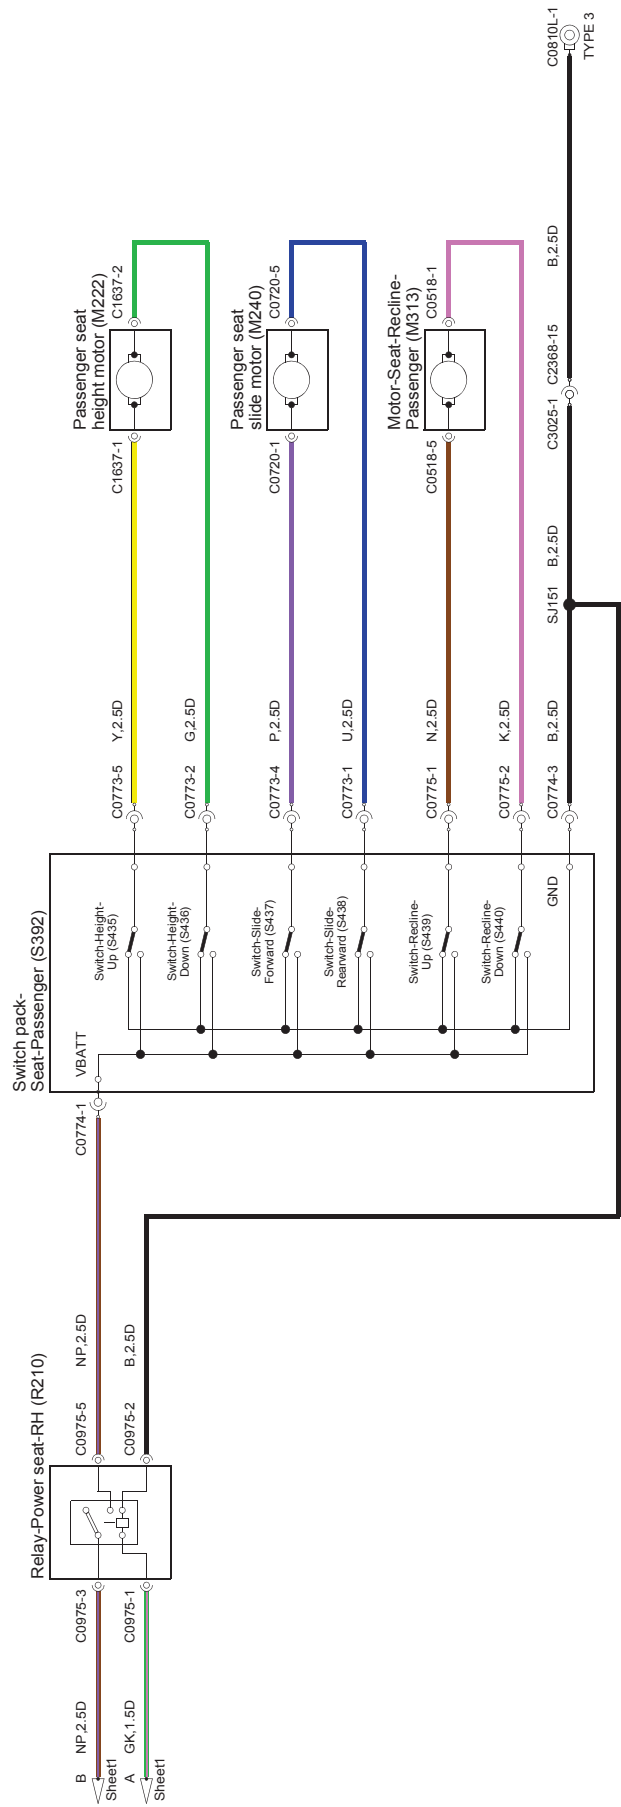 C0810L-1
TYPE 3
B,2.5D
Passenger seat
height motor (M222)
C1637-2
C1637-1
Passenger seat
slide motor (M240)
C0720-5
C0720-1
Motor-Seat-Recline-
Passenger (M313)
C0518-1
C0518-5
C2368-15
C3025-1
B,2.5D
SJ151
Y,2.5D
G,2.5D
P,2.5D
U,2.5D
N,2.5D
K,2.5D
B,2.5D
C0773-5
C0773-2
C0773-4
C0773-1
C0775-1
C0775-2
C0774-3
Switch pack-
Seat-Passenger (S392)
Switch-Height-
Up (S435)
Switch-Height-
Down (S436)
Switch-Slide-
Forward (S437)
Switch-Slide-
Rearward (S438)
Switch-Recline-
Up (S439)
Switch-Recline-
Down (S440)
GND
VBATT
C0774-1
NP,2.5D
B,2.5D
Relay-Power seat-RH (R210)
C0975-5
C0975-2
C0975-3
C0975-1
NP,2.5D
GK,1.5D
B
Sheet1
A
Sheet1